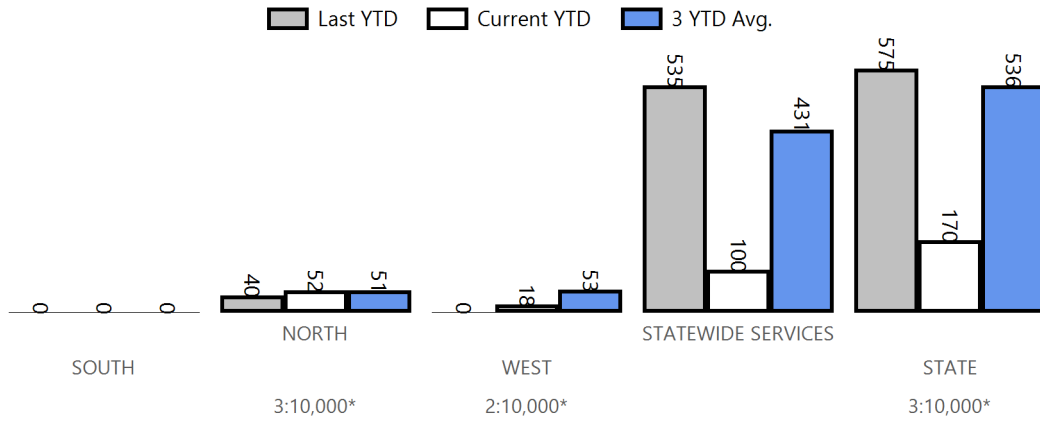 Last YTD Current YTD 3 YTD Avg.
0 0 0 40 52 51 0 18 53 535 100 431 575 170 536
NORTH STATEWIDE SERVICES
SOUTH WEST STATE
3:10,000* 2:10,000* 3:10,000*